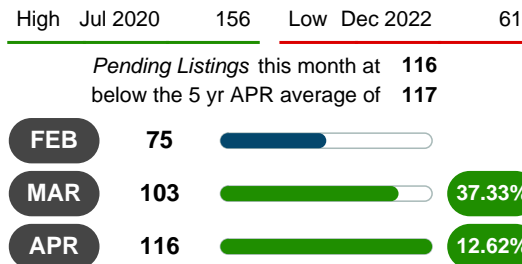 High Jul 2020 156 Low Dec 2022 61
Pending Listings this month at 116
below the 5 yr APR average of 117
FEB 75
MAR 103 37.33%
APR 116 12.62%